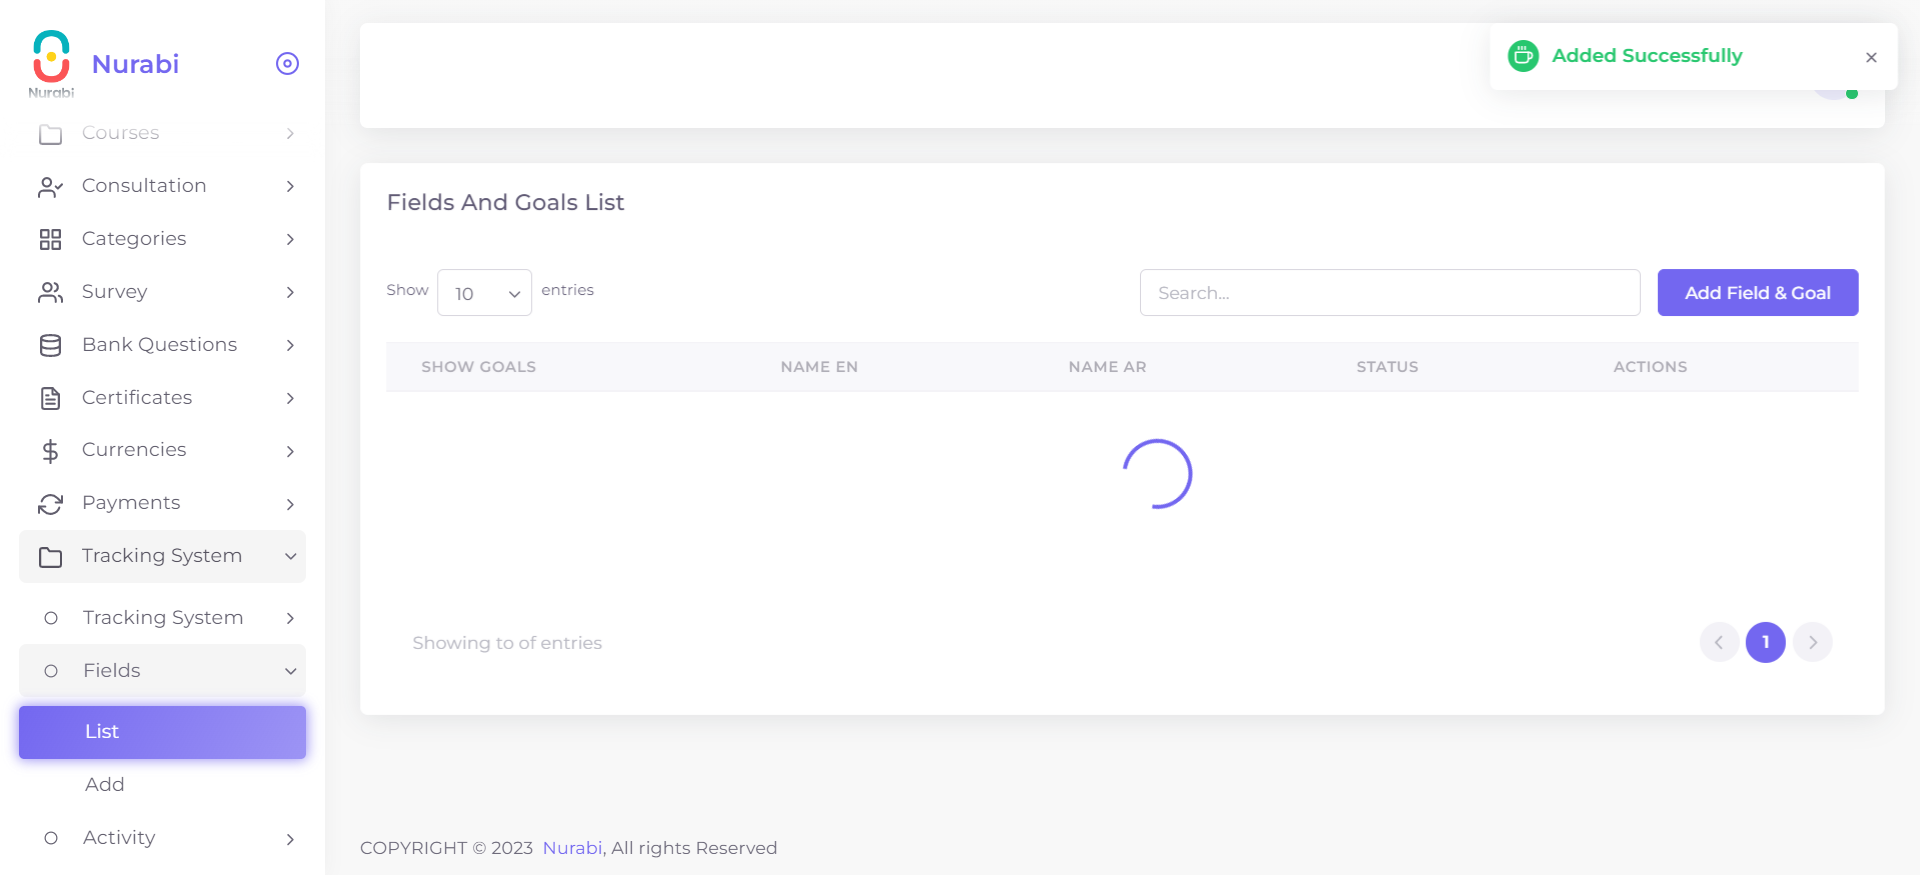 Nurabi
Nurabi
Courses
Consultation
Categories
Survey
Bank Questions
Certificates
Currencies
Payments
Tracking System
Tracking System
Fields
List
Add
Activity
Added Successfully
Fields And Goals List
Show 10 entries
Search...
Add Field & Goal
SHOW GOALS NAME EN NAME AR STATUS ACTIONS
Showing to of entries
1
COPYRIGHT © 2023 Nurabi, All rights Reserved